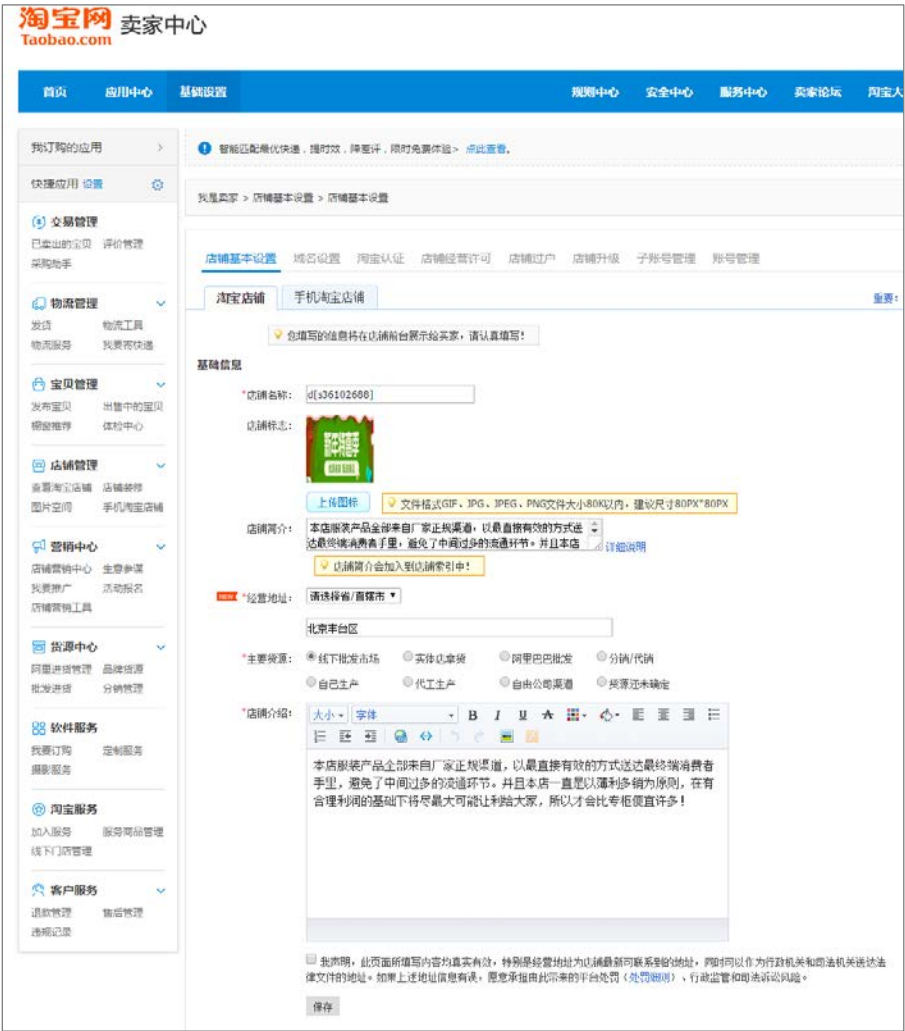 淘宝网
Taobao.com
卖家中心
首页 应用中心 基础设置 规则中心 安全中心 服务中心 卖家论坛 淘宝大
我订购的应用 >
快捷应用 设置
交易管理
已卖出的宝贝 评价管理
采购助手
物流管理
发货 物流工具
物流服务 我要寄快递
宝贝管理
发布宝贝 出售中的宝贝
橱窗推荐 体检中心
店铺管理
查看淘宝店铺 店铺装修
图片空间 手机淘宝店铺
营销中心
店铺营销中心 生意参谋
我要推广 活动报名
店铺营销工具
货源中心
阿里进货管理 品牌货源
批发进货 分销管理
软件服务
我要订购 定制服务
摄影服务
淘宝服务
加入服务 服务商品管理
线下门店管理
客户服务
退款管理 售后管理
违规记录
智能匹配最优快递，提时效，降差评，限时免费体验> 点此查看。
我是卖家 > 店铺基本设置 > 店铺基本设置
店铺基本设置 域名设置 淘宝认证 店铺经营许可 店铺过户 店铺升级 子账号管理 账号管理
淘宝店铺 手机淘宝店铺 重要:
您填写的信息将在店铺前台展示给买家，请认真填写！
基础信息
*店铺名称: d[s36102688]
店铺标志:
新年特惠季
上传图标 文件格式GIF、JPG、JPEG、PNG文件大小80K以内，建议尺寸80PX*80PX
店铺简介: 本店服装产品全部来自厂家正规渠道，以最直接有效的方式送
达最终端消费者手里，避免了中间过多的流通环节。并且本店 详细说明
店铺简介会加入到店铺索引中！
NEW *经营地址: 请选择省/直辖市
北京丰台区
*主要货源: 线下批发市场 实体店拿货 阿里巴巴批发 分销/代销
自己生产 代工生产 自由公司渠道 货源还未确定
*店铺介绍: 大小 字体 B I U A
本店服装产品全部来自厂家正规渠道，以最直接有效的方式送达最终端消费者
手里，避免了中间过多的流通环节。并且本店一直是以薄利多销为原则，在有
合理利润的基础下将尽最大可能让利给大家，所以才会比专柜便宜许多！
我声明，此页面所填写内容均真实有效，特别是经营地址为店铺最新可联系到的地址，同时可以作为行政机关和司法机关送达法
律文件的地址。如果上述地址信息有误，愿意承担由此带来的平台处罚（处罚细则）、行政监管和司法诉讼风险。
保存